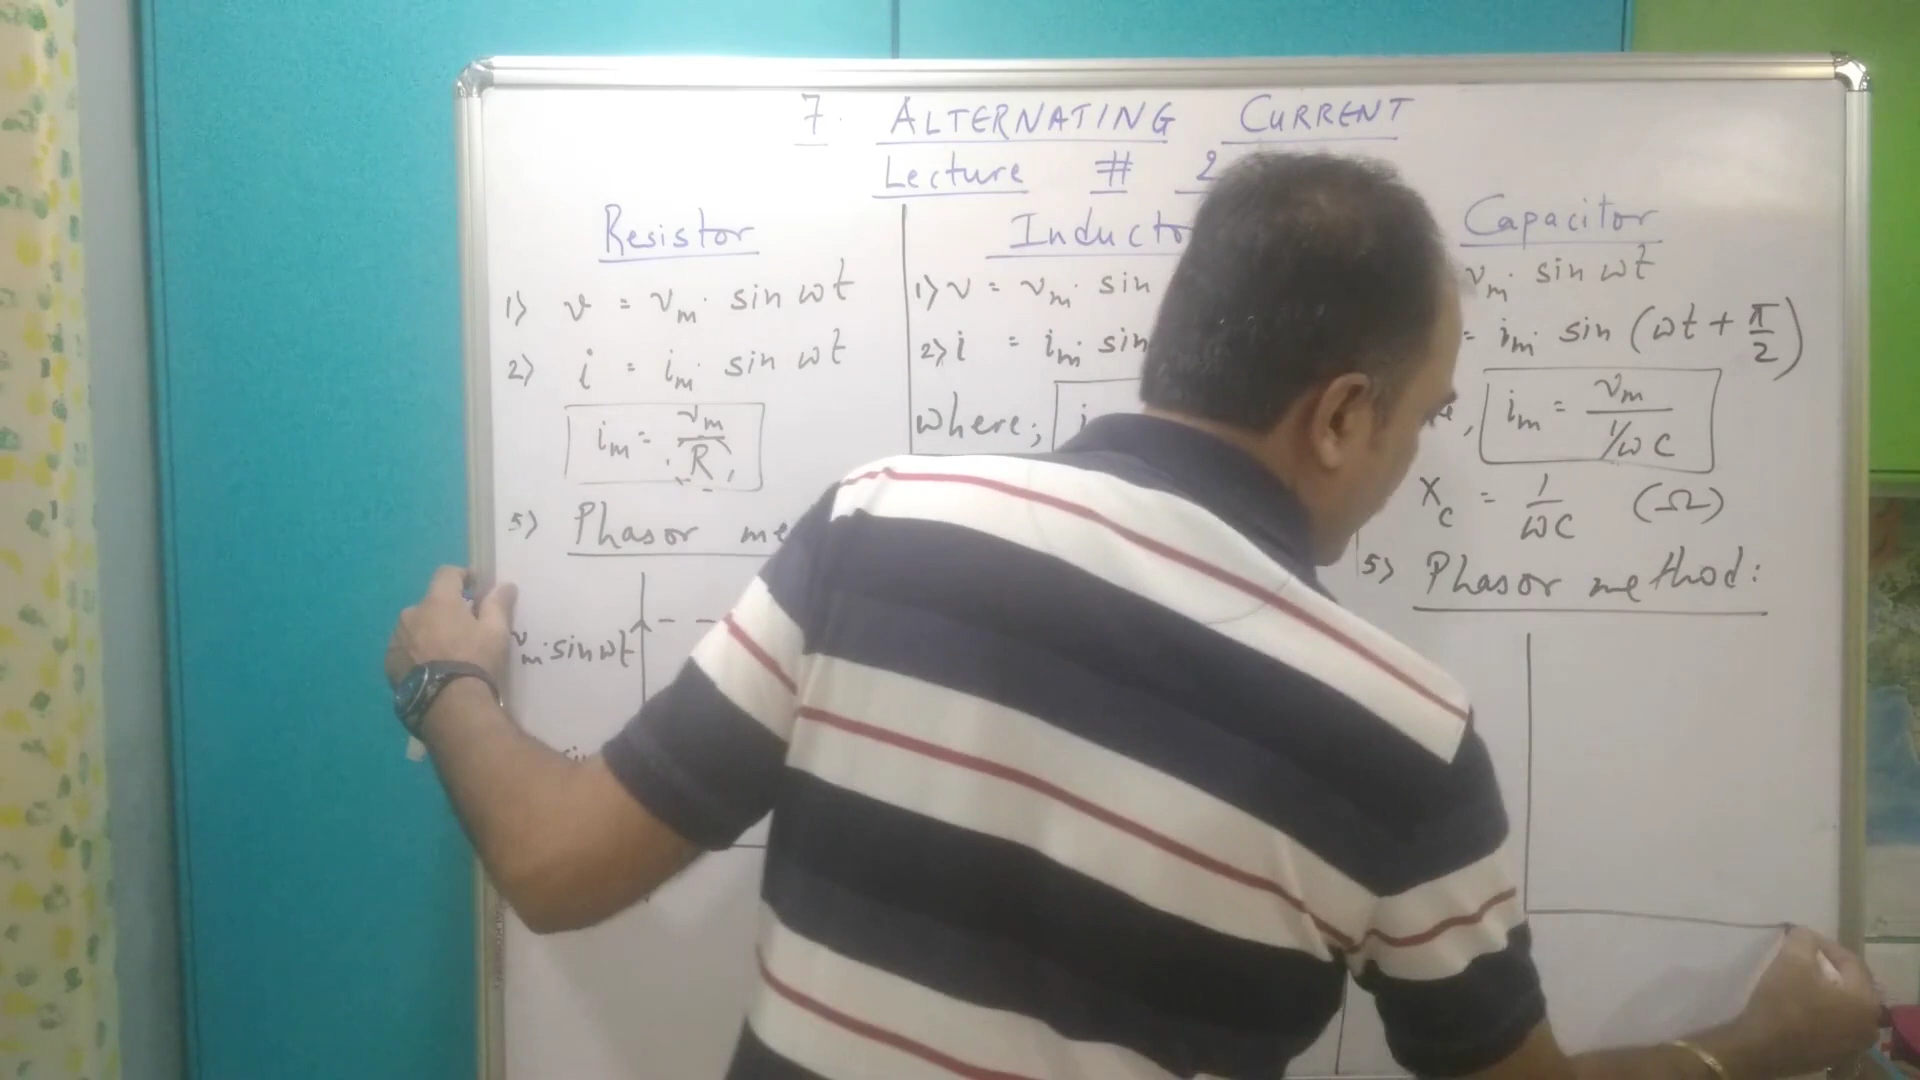 7. ALTERNATING CURRENT
Lecture # 2
Resistor
1) v = vm. sin ωt
2) i = im. sin ωt
im = vm/R
5) Phasor me
vm. sin ωt
Inducto
1) v = vm. sin
2) i = im. sin
where; i
Capacitor
vm. sin ωt
= im. sin (ωt + π/2)
, im = vm / 1/ωC
Xc = 1/ωC (Ω)
5) Phasor method: